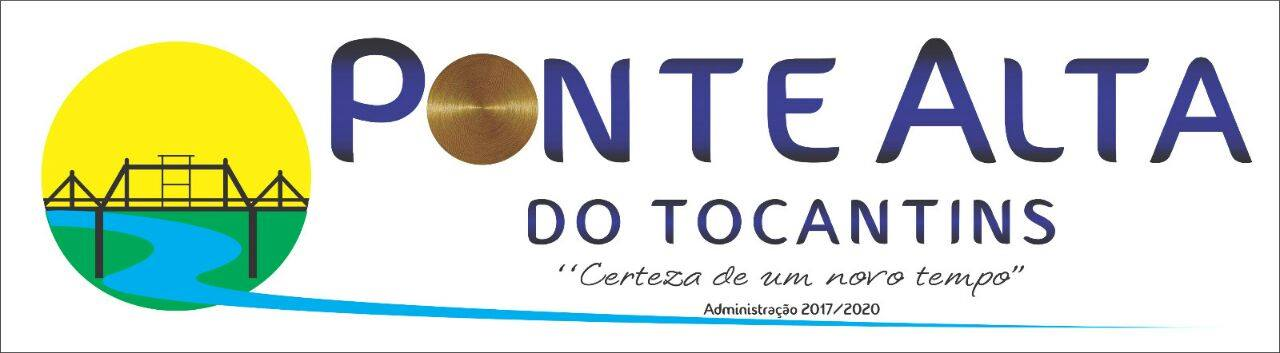 PONTE ALTA
DO TOCANTINS
‘‘Certeza de um novo tempo”
Administração 2017/2020